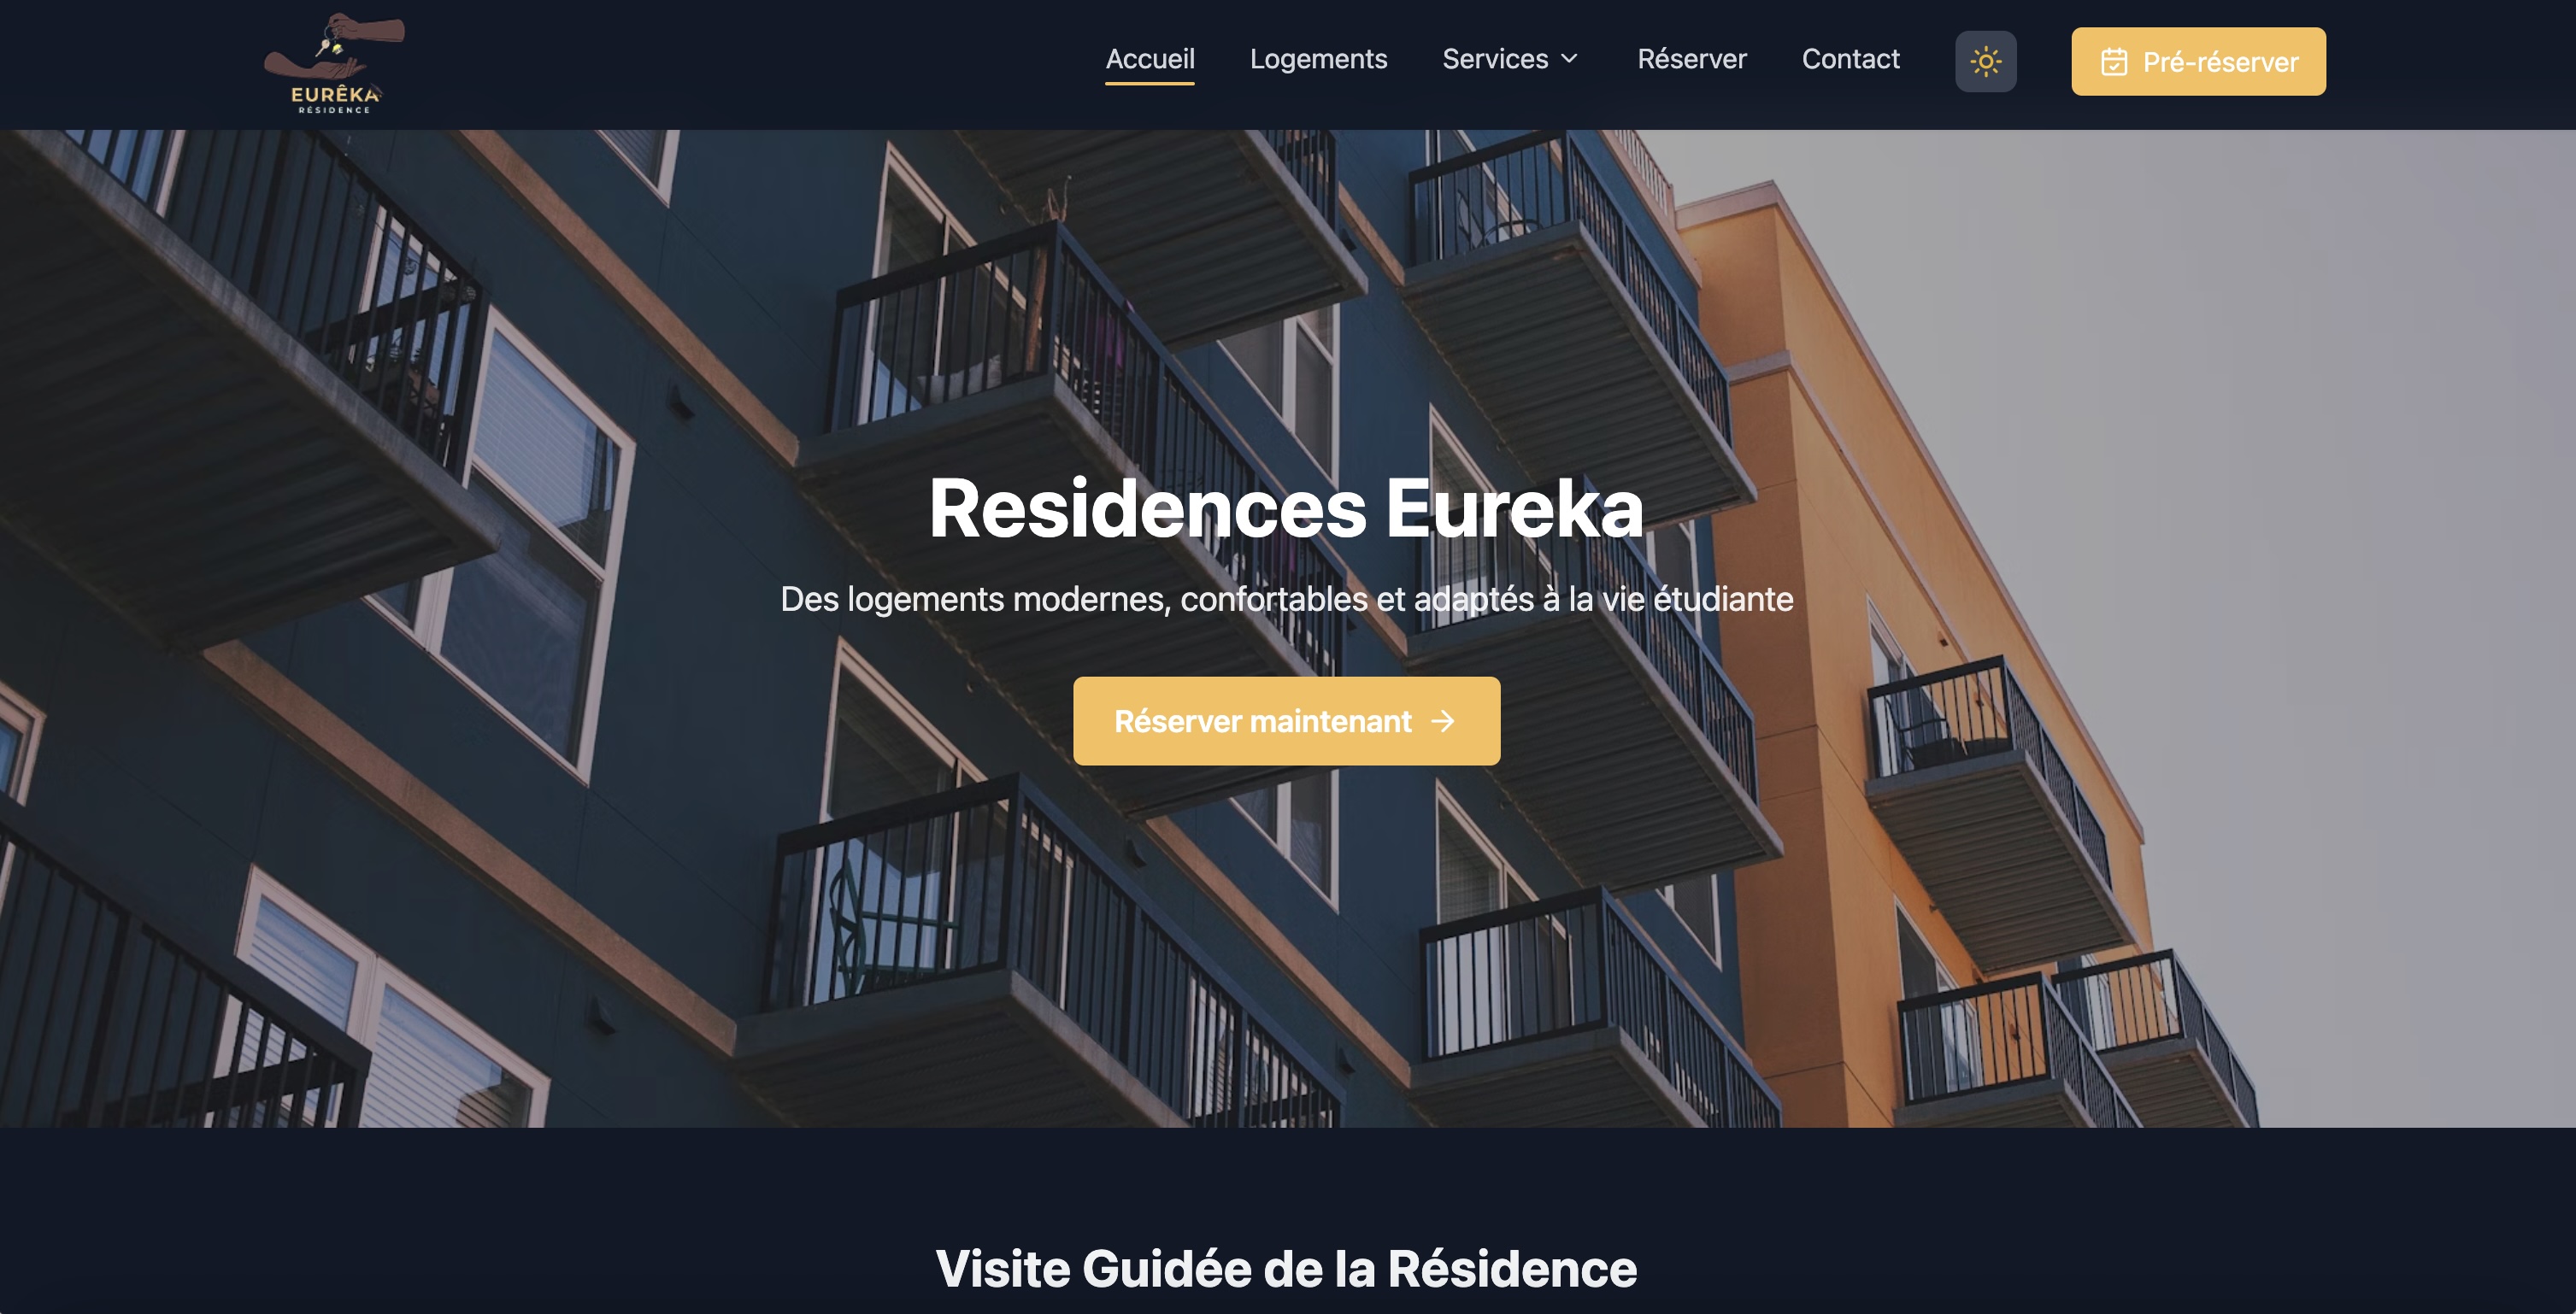 EURÊKA
RÉSIDENCE
Accueil
Logements
Services
Réserver
Contact
Pré-réserver
Residences Eureka
Des logements modernes, confortables et adaptés à la vie étudiante
Réserver maintenant →
Visite Guidée de la Résidence